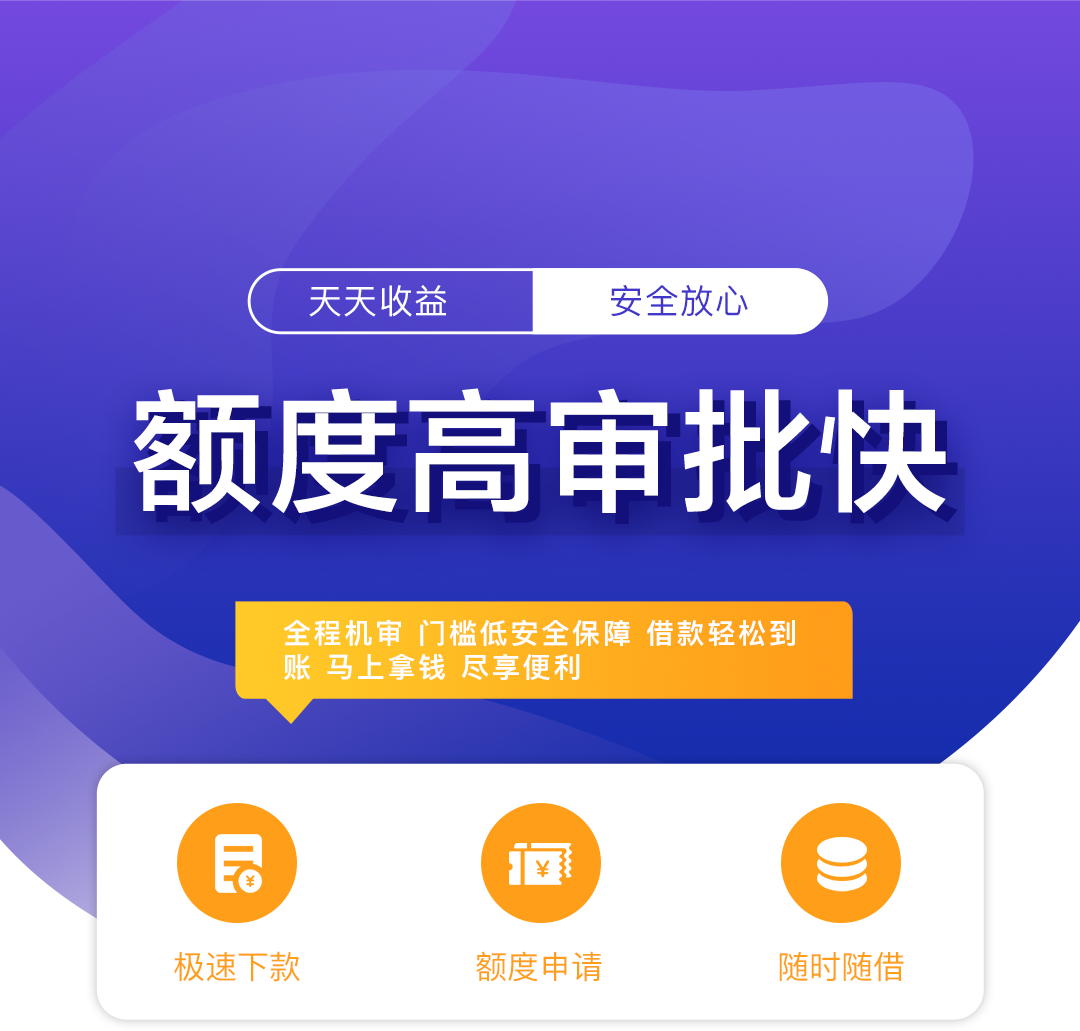 天天收益 安全放心
额度高审批快
全程机审 门槛低安全保障 借款轻松到
账 马上拿钱 尽享便利
极速下款 额度申请 随时随借